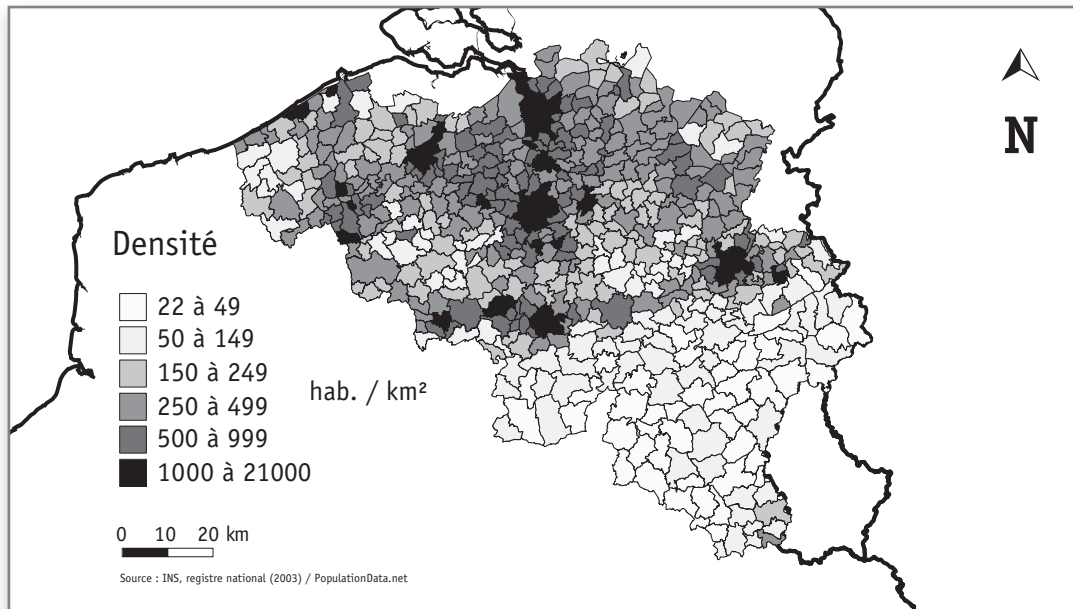 N
Densité
22 à 49
50 à 149
150 à 249
250 à 499
500 à 999
1000 à 21000
hab. / km²
0 10 20 km
Source : INS, registre national (2003) / PopulationData.net